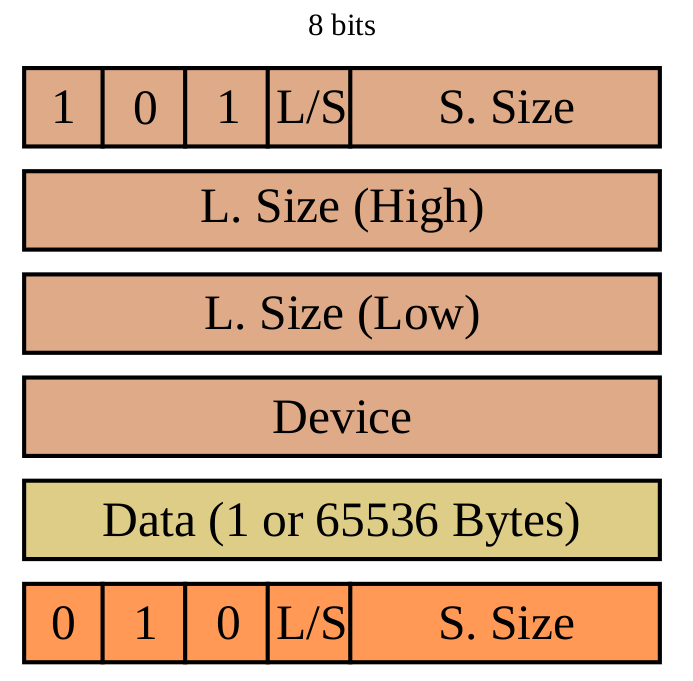 8 bits
1 0 1 L/S S. Size
L. Size (High)
L. Size (Low)
Device
Data (1 or 65536 Bytes)
0 1 0 L/S S. Size